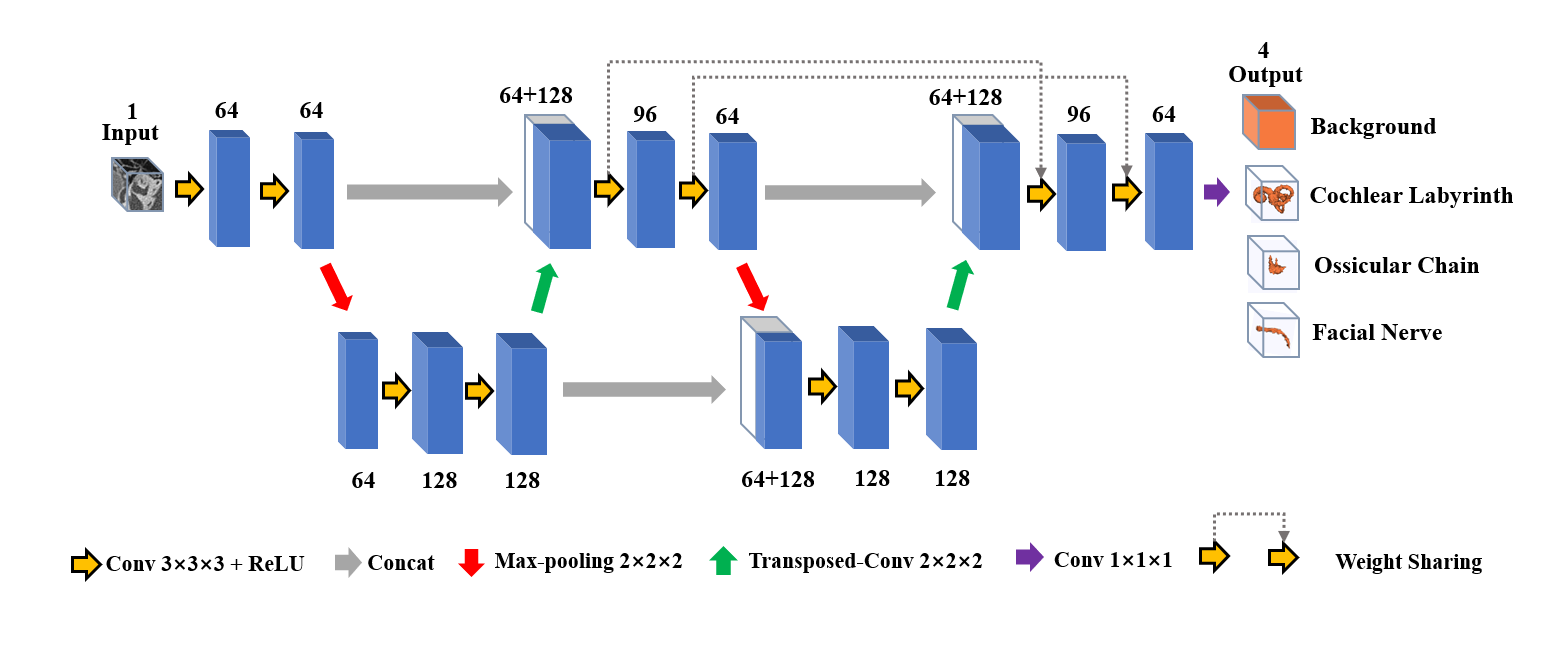 1
Input
64
64
64+128
96
64
64+128
96
64
4
Output
Background
Cochlear Labyrinth
Ossicular Chain
Facial Nerve
64
128
128
64+128
128
128
Conv 3×3×3 + ReLU
Concat
Max-pooling 2×2×2
Transposed-Conv 2×2×2
Conv 1×1×1
Weight Sharing